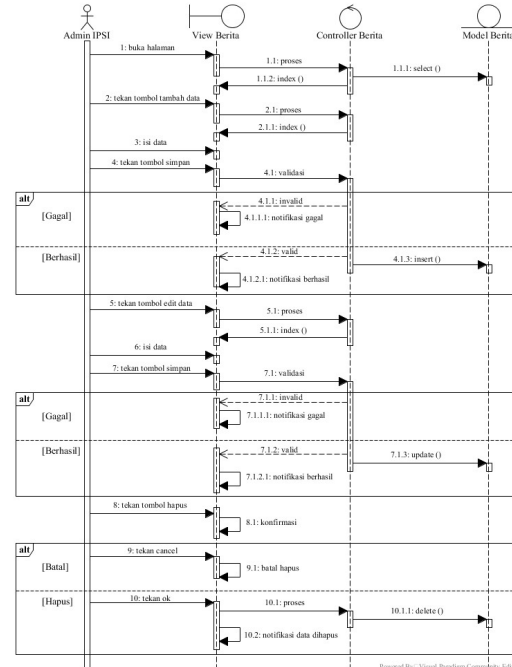 Admin IPSI
View Berita
Controller Berita
Model Berita
1: buka halaman
1.1: proses
1.1.1: select ()
1.1.2: index ()
2: tekan tombol tambah data
2.1: proses
2.1.1: index ()
3: isi data
4: tekan tombol simpan
4.1: validasi
alt
4.1.1: invalid
[Gagal]
4.1.1.1: notifikasi gagal
4.1.2: valid
[Berhasil]
4.1.3: insert ()
4.1.2.1: notifikasi berhasil
5: tekan tombol edit data
5.1: proses
5.1.1: index ()
6: isi data
7: tekan tombol simpan
7.1: validasi
alt
7.1.1: invalid
[Gagal]
7.1.1.1: notifikasi gagal
7.1.2: valid
[Berhasil]
7.1.3: update ()
7.1.2.1: notifikasi berhasil
8: tekan tombol hapus
8.1: konfirmasi
alt
9: tekan cancel
[Batal]
9.1: batal hapus
[Hapus]
10: tekan ok
10.1: proses
10.1.1: delete ()
10.2: notifikasi data dihapus